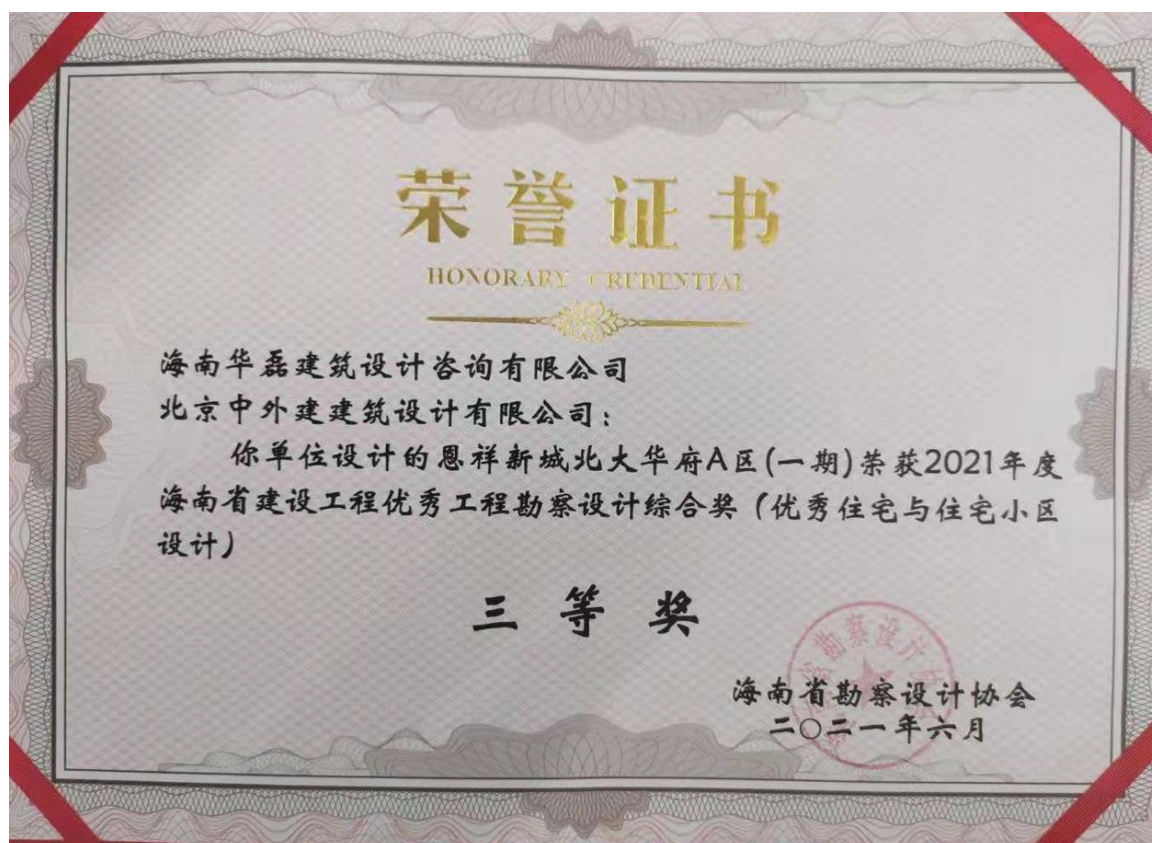 荣誉证书
HONORARY CREDENTIAL
海南华磊建筑设计咨询有限公司
北京中外建建筑设计有限公司：
你单位设计的恩祥新城北大华府A区(一期)荣获2021年度
海南省建设工程优秀工程勘察设计综合奖（优秀住宅与住宅小区
设计）
三等奖
海南省勘察设计协会
二〇二一年六月